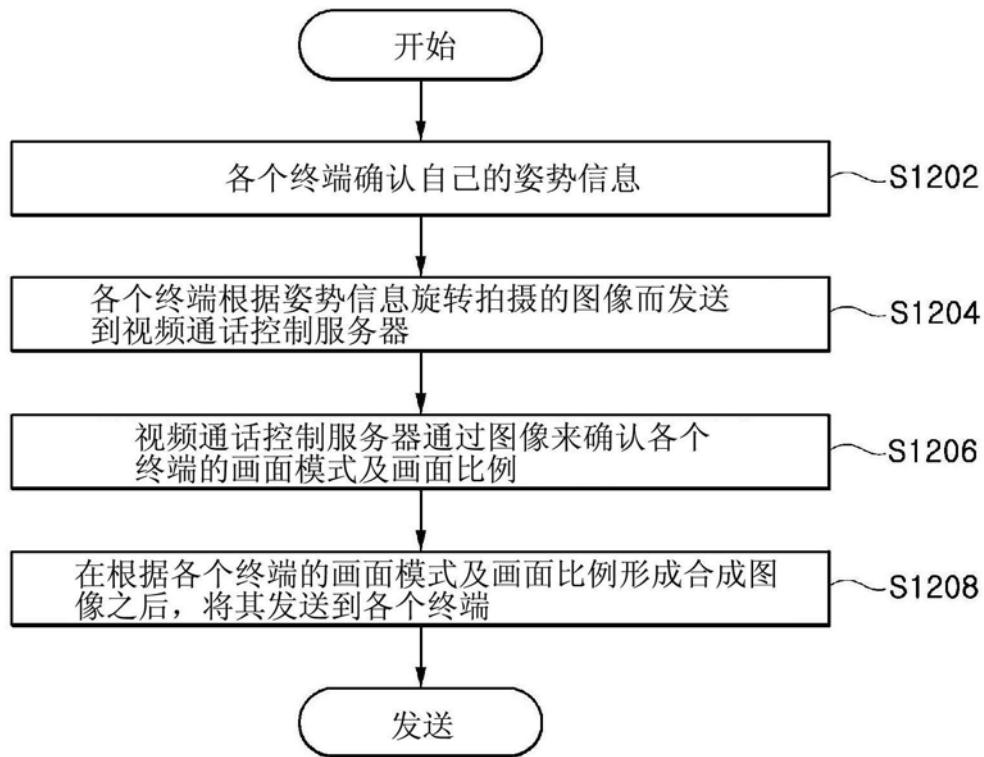 开始
各个终端确认自己的姿势信息
S1202
各个终端根据姿势信息旋转拍摄的图像而发送
到视频通话控制服务器
S1204
视频通话控制服务器通过图像来确认各个
终端的画面模式及画面比例
S1206
在根据各个终端的画面模式及画面比例形成合成图
像之后，将其发送到各个终端
S1208
发送